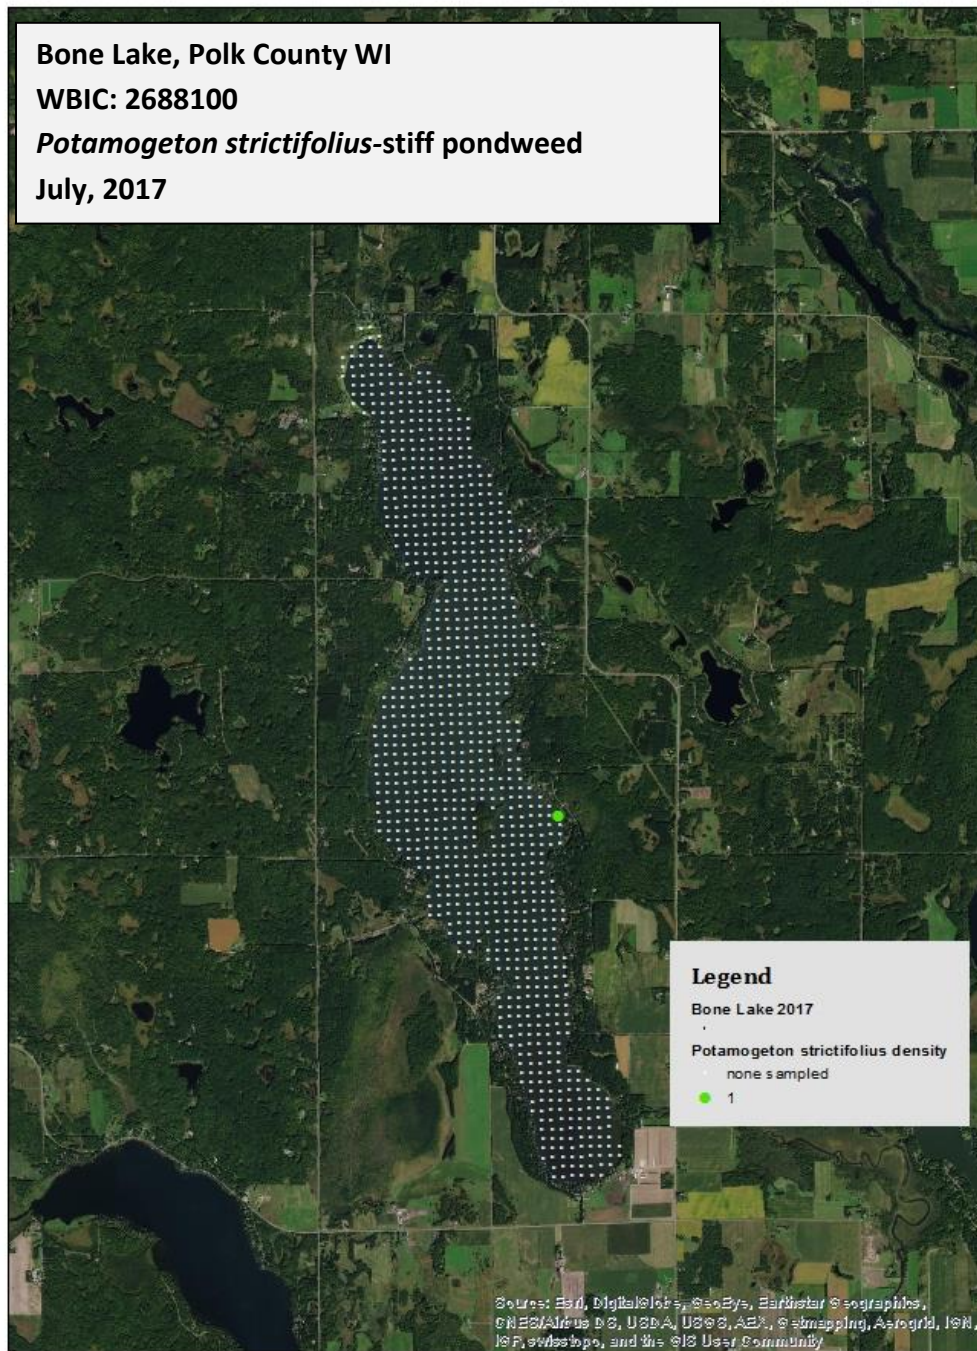 Bone Lake, Polk County WI
WBIC: 2688100
Potamogeton strictifolius-stiff pondweed
July, 2017
Legend
Bone Lake 2017
Potamogeton strictifolius density
none sampled
1
Source: Esri, DigitalGlobe, GeoEye, Earthstar Geographics,
CNES/Airbus DS, USDA, USGS, AEX, Getmapping, Aerogrid, IGN,
IGP, swisstopo, and the GIS User Community